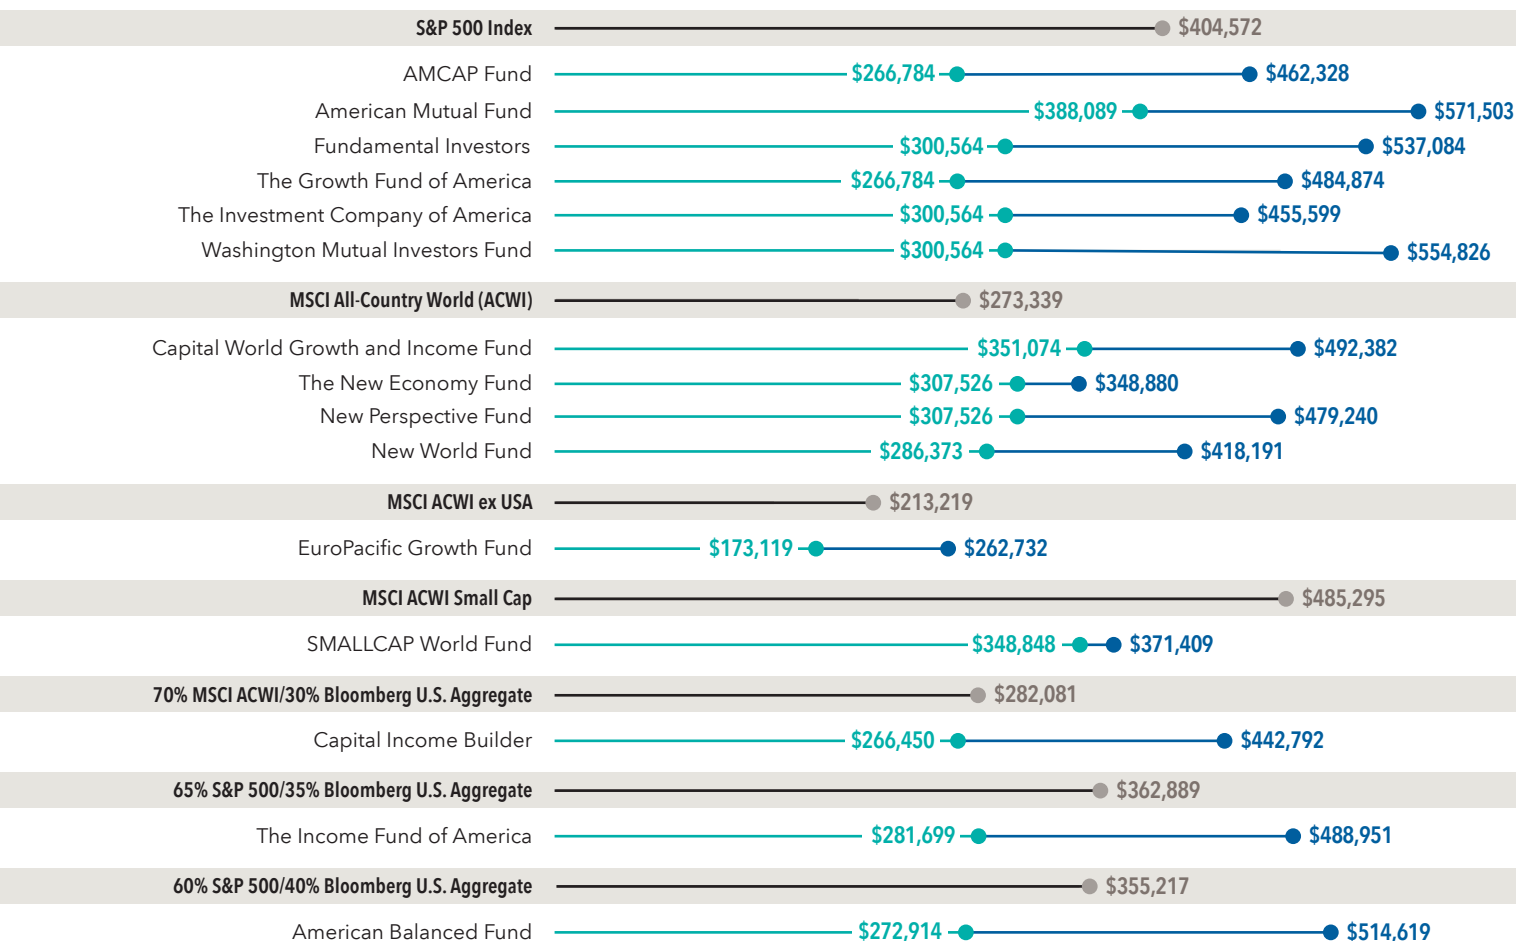 S&P 500 Index $404,572
AMCAP Fund $266,784 $462,328
American Mutual Fund $388,089 $571,503
Fundamental Investors $300,564 $537,084
The Growth Fund of America $266,784 $484,874
The Investment Company of America $300,564 $455,599
Washington Mutual Investors Fund $300,564 $554,826
MSCI All-Country World (ACWI) $273,339
Capital World Growth and Income Fund $351,074 $492,382
The New Economy Fund $307,526 $348,880
New Perspective Fund $307,526 $479,240
New World Fund $286,373 $418,191
MSCI ACWI ex USA $213,219
EuroPacific Growth Fund $173,119 $262,732
MSCI ACWI Small Cap $485,295
SMALLCAP World Fund $348,848 $371,409
70% MSCI ACWI/30% Bloomberg U.S. Aggregate $282,081
Capital Income Builder $266,450 $442,792
65% S&P 500/35% Bloomberg U.S. Aggregate $362,889
The Income Fund of America $281,699 $488,951
60% S&P 500/40% Bloomberg U.S. Aggregate $355,217
American Balanced Fund $272,914 $514,619